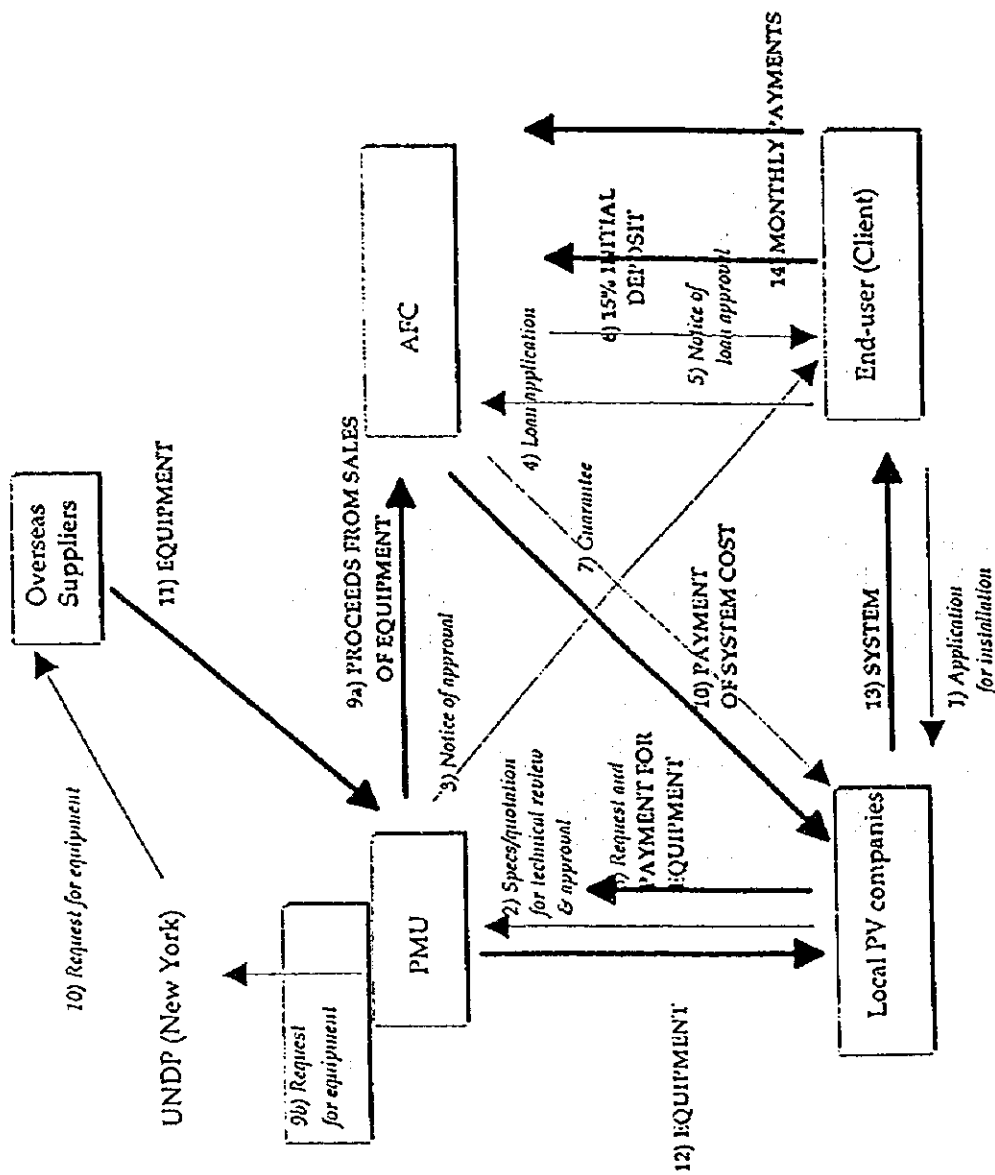 10) Request for equipment
Overseas
Suppliers
UNDP (New York)
11) EQUIPMENT
9b) Request
for equipment
PMU
9a) PROCEEDS FROM SALES
OF EQUIPMENT
AFC
3) Notice of approval
4) Loan application
6) 15% INITIAL
DEPOSIT
5) Notice of
loan approval
14) MONTHLY PAYMENTS
7) Guarantee
2) Specs/quotation
for technical review
& approval
) Request and
PAYMENT FOR
EQUIPMENT
10) PAYMENT
OF SYSTEM COST
12) EQUIPMENT
Local PV companies
13) SYSTEM
1) Application
for installation
End-user (Client)